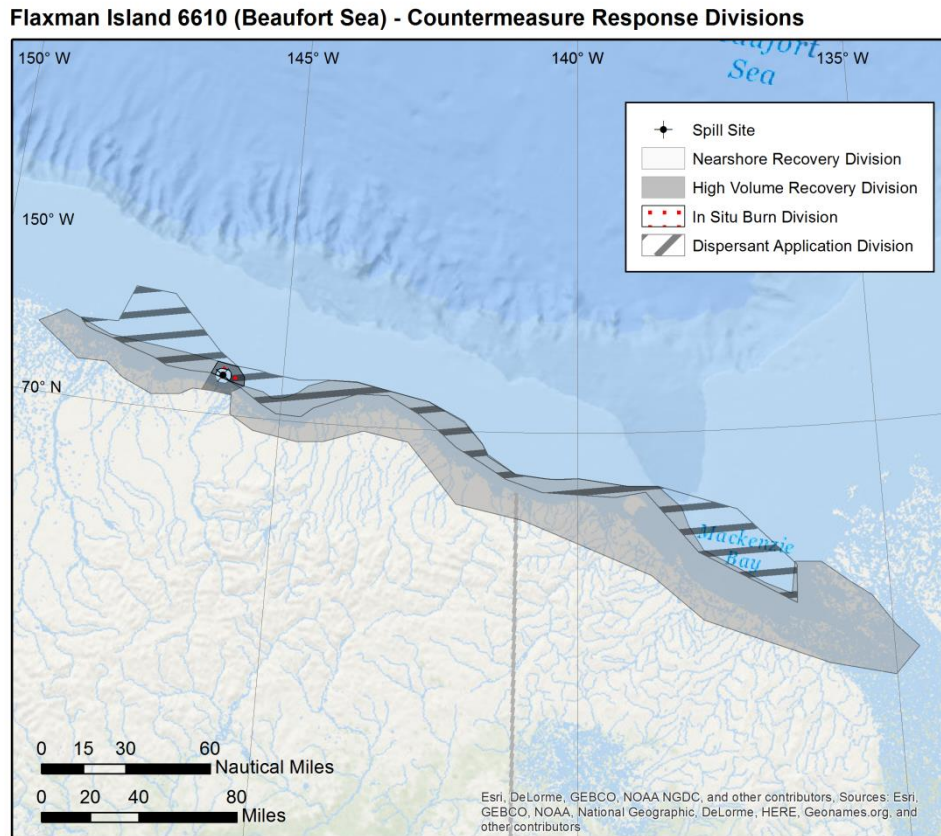 Flaxman Island 6610 (Beaufort Sea) - Countermeasure Response Divisions
150° W
145° W
140° W
135° W
Sea
Spill Site
Nearshore Recovery Division
High Volume Recovery Division
In Situ Burn Division
Dispersant Application Division
150° W
70° N
Mackenzie
Bay
0 15 30 60
Nautical Miles
0 20 40 80
Miles
Esri, DeLorme, GEBCO, NOAA NGDC, and other contributors, Sources: Esri,
GEBCO, NOAA, National Geographic, DeLorme, HERE, Geonames.org, and
other contributors